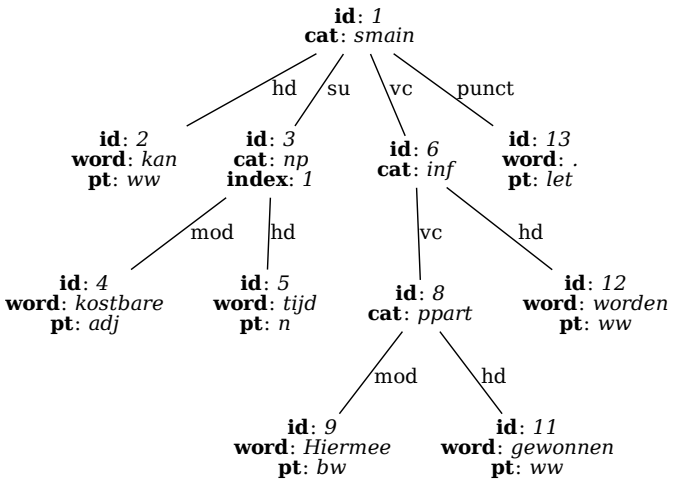 id: 1
cat: smain
hd
su
vc
punct
id: 2
word: kan
pt: ww
id: 3
cat: np
index: 1
id: 6
cat: inf
id: 13
word: .
pt: let
mod
hd
vc
hd
id: 4
word: kostbare
pt: adj
id: 5
word: tijd
pt: n
id: 8
cat: ppart
id: 12
word: worden
pt: ww
mod
hd
id: 9
word: Hiermee
pt: bw
id: 11
word: gewonnen
pt: ww